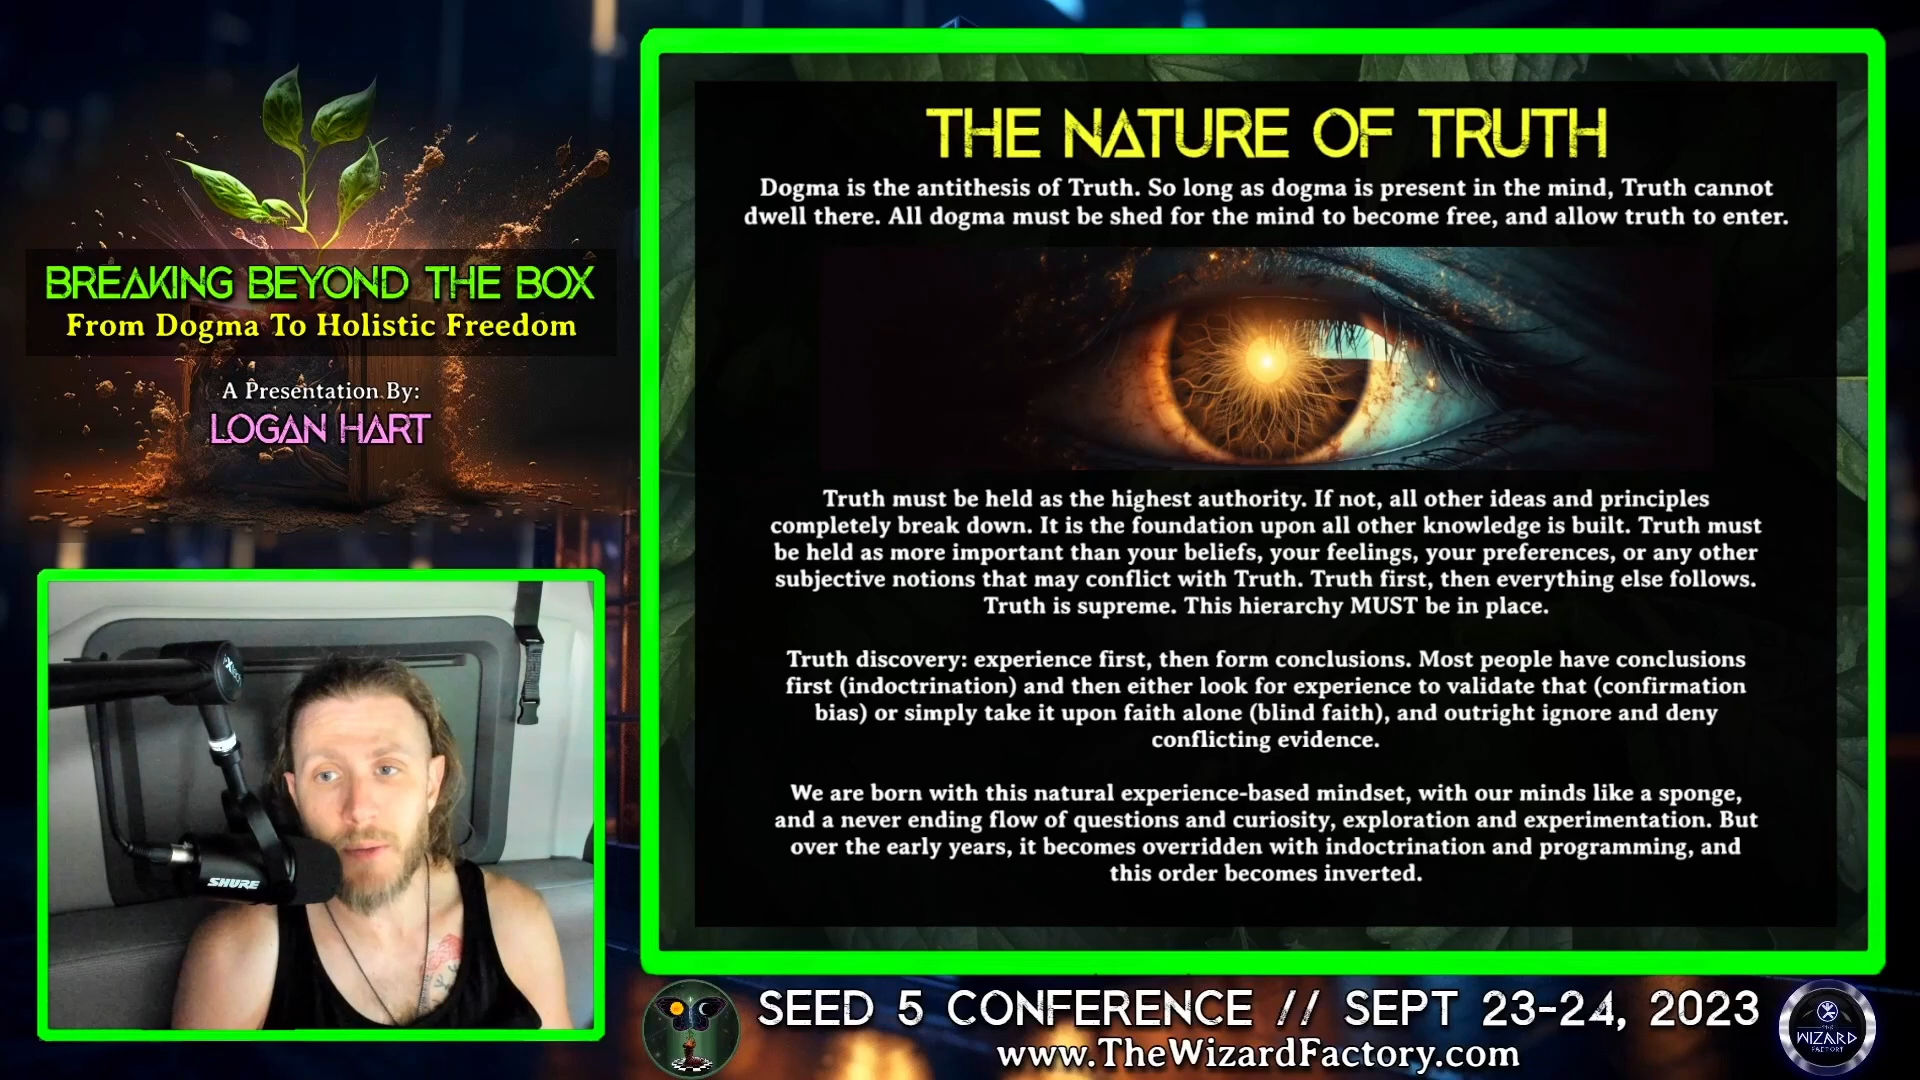 BREAKING BEYOND THE BOX
From Dogma To Holistic Freedom
A Presentation By:
LOGAN HART
SHURE
THE NATURE OF TRUTH
Dogma is the antithesis of Truth. So long as dogma is present in the mind, Truth cannot
dwell there. All dogma must be shed for the mind to become free, and allow truth to enter.
Truth must be held as the highest authority. If not, all other ideas and principles
completely break down. It is the foundation upon all other knowledge is built. Truth must
be held as more important than your beliefs, your feelings, your preferences, or any other
subjective notions that may conflict with Truth. Truth first, then everything else follows.
Truth is supreme. This hierarchy MUST be in place.
Truth discovery: experience first, then form conclusions. Most people have conclusions
first (indoctrination) and then either look for experience to validate that (confirmation
bias) or simply take it upon faith alone (blind faith), and outright ignore and deny
conflicting evidence.
We are born with this natural experience-based mindset, with our minds like a sponge,
and a never ending flow of questions and curiosity, exploration and experimentation. But
over the early years, it becomes overridden with indoctrination and programming, and
this order becomes inverted.
SEED 5 CONFERENCE // SEPT 23-24, 2023
www.TheWizardFactory.com
THE
WIZARD
FACTORY